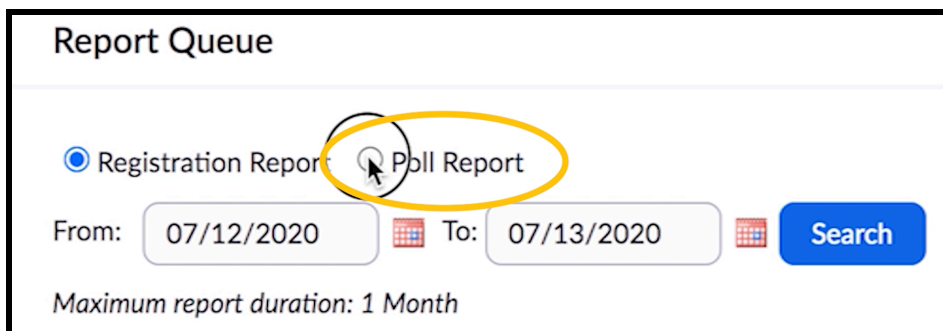 Report Queue
Registration Report Poll Report
From: 07/12/2020 To: 07/13/2020 Search
Maximum report duration: 1 Month